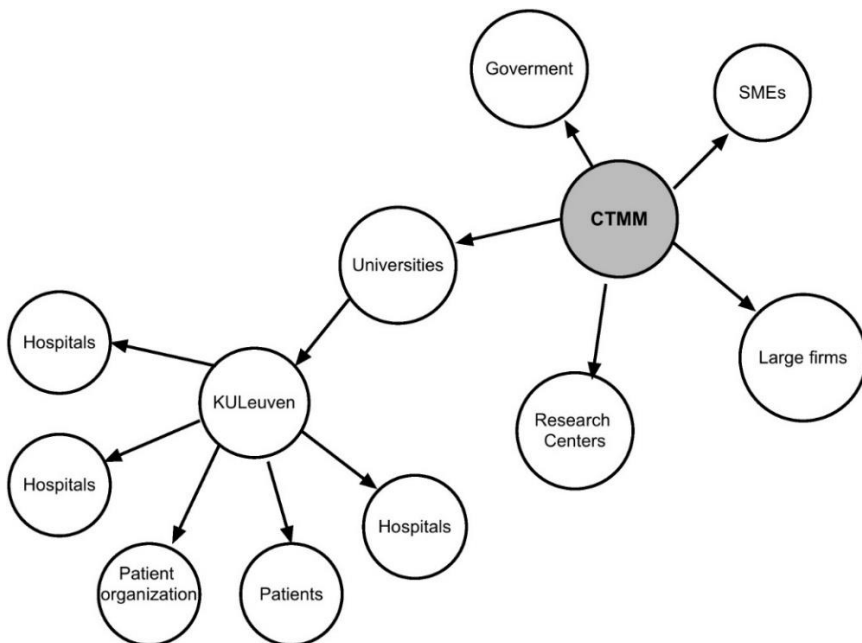 Goverment
SMEs
CTMM
Universities
Hospitals
Large firms
KULeuven
Research
Centers
Hospitals
Hospitals
Patient
organization
Patients